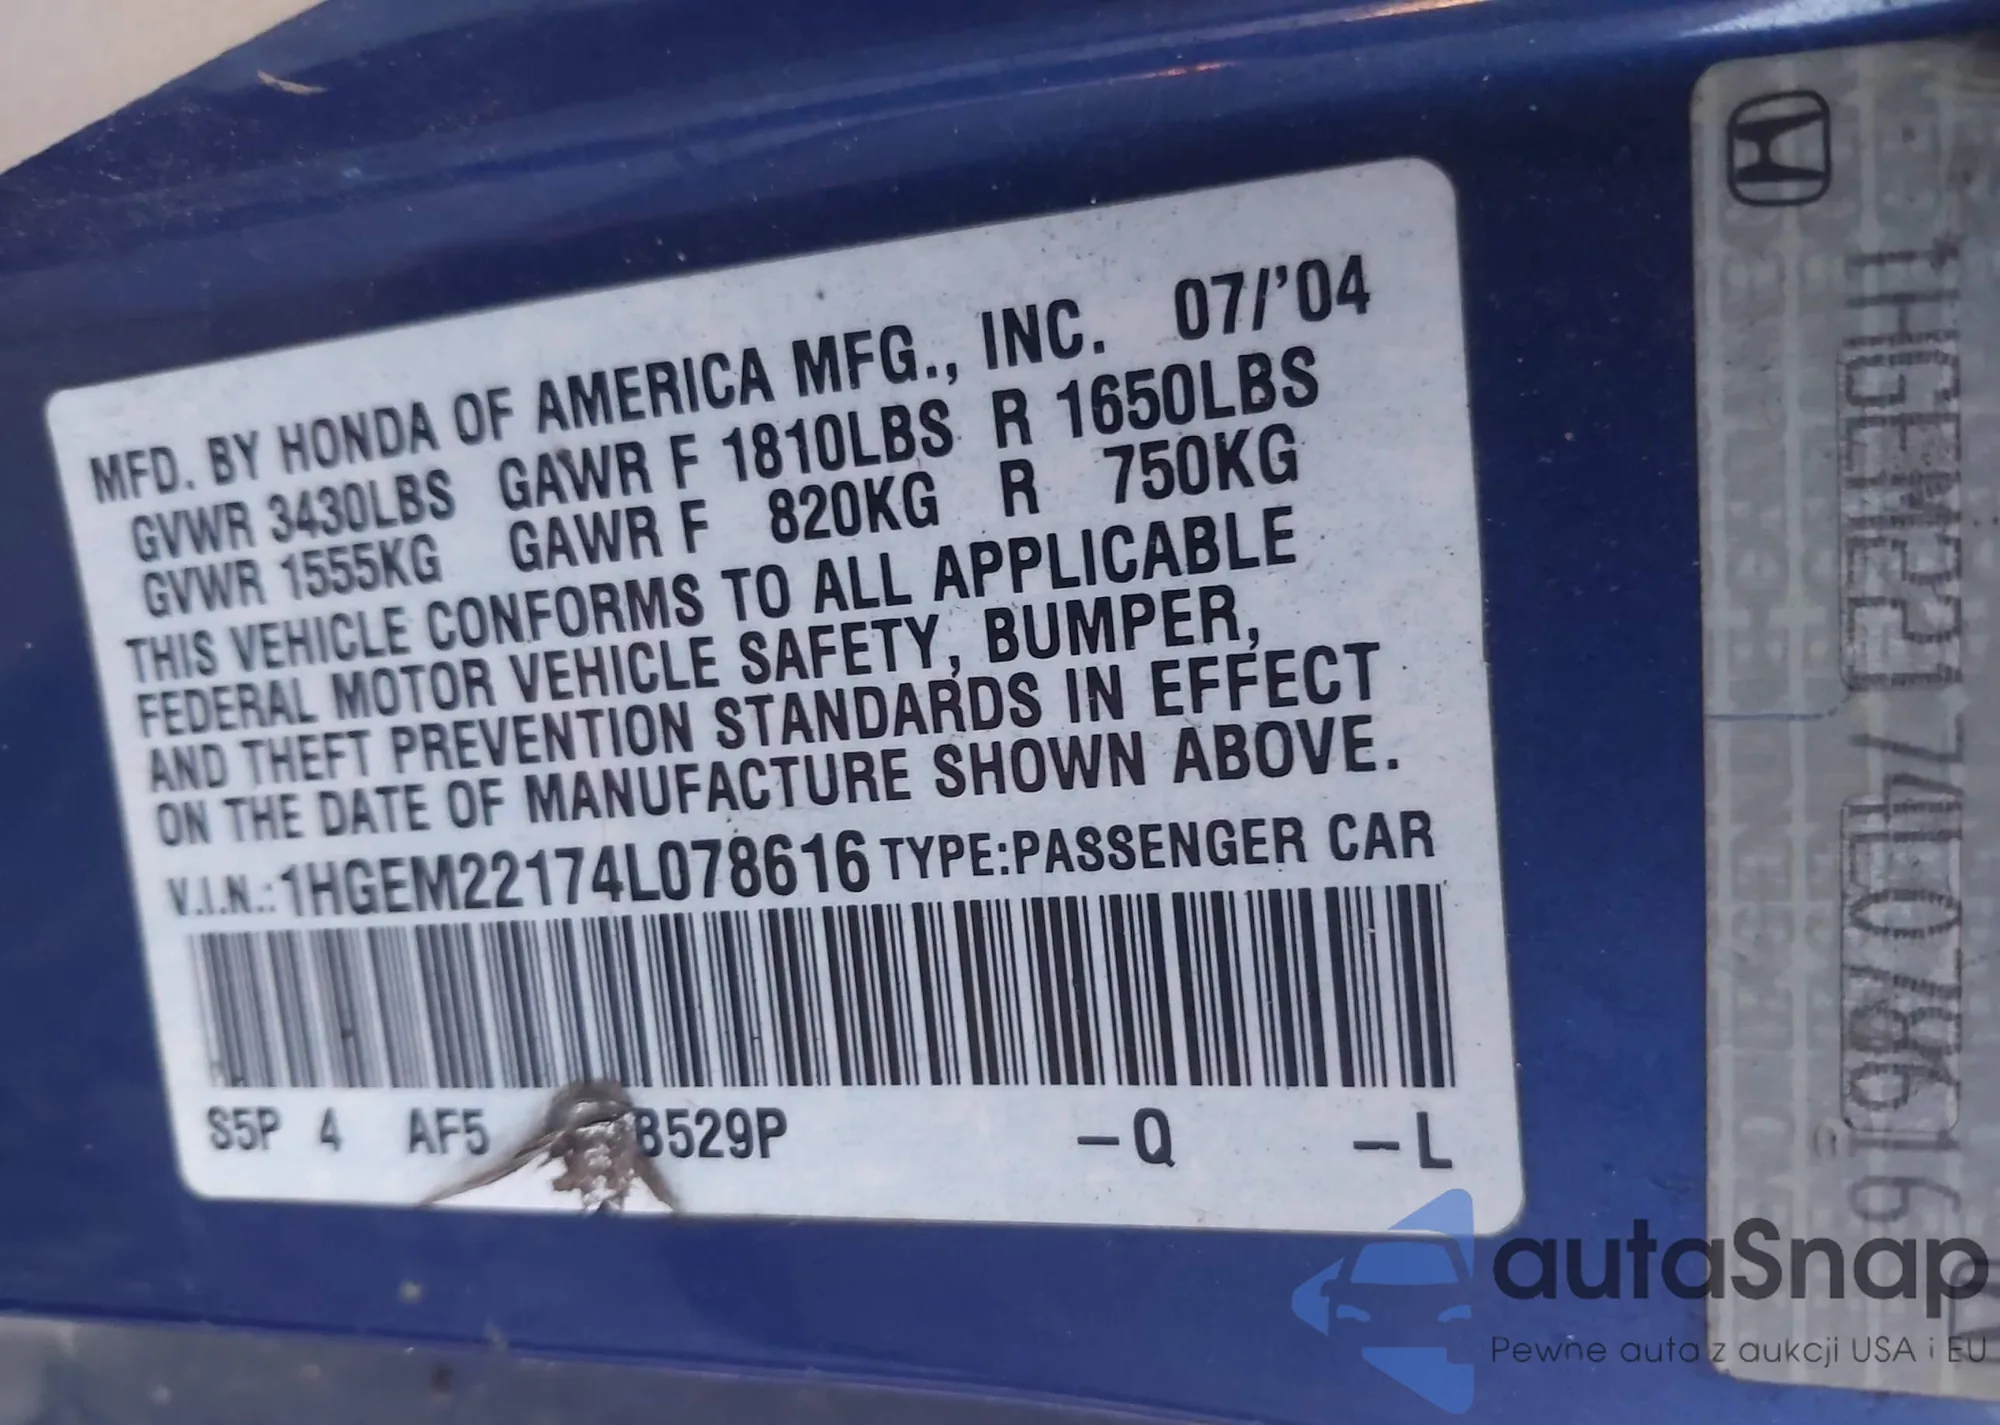 MFD. BY HONDA OF AMERICA MFG., INC. 07/'04
GVWR 3430LBS GAWR F 1810LBS R 1650LBS
GVWR 1555KG GAWR F 820KG R 750KG
THIS VEHICLE CONFORMS TO ALL APPLICABLE
FEDERAL MOTOR VEHICLE SAFETY, BUMPER,
AND THEFT PREVENTION STANDARDS IN EFFECT
ON THE DATE OF MANUFACTURE SHOWN ABOVE.
V.I.N.: 1HGEM22174L078616 TYPE:PASSENGER CAR
S5P 4 AF5 B529P –Q –L
1HGEM22174L078616
autaSnap
Pewne auta z aukcji USA i EU